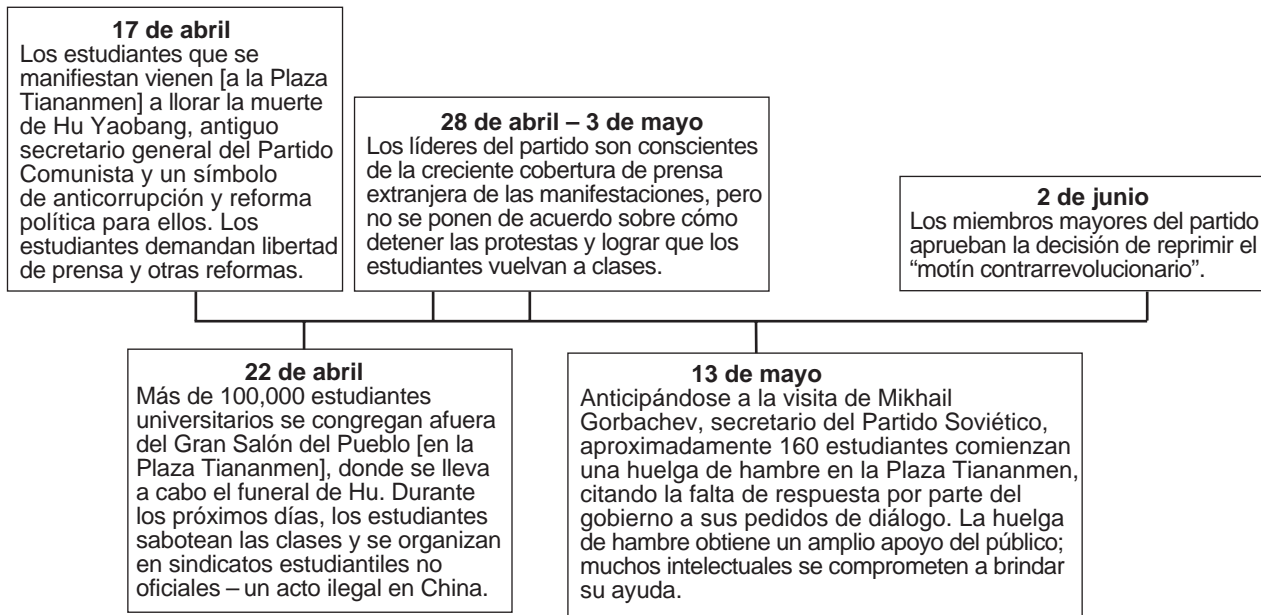 17 de abril
Los estudiantes que se
manifiestan vienen [a la Plaza
Tiananmen] a llorar la muerte
de Hu Yaobang, antiguo
secretario general del Partido
Comunista y un símbolo
de anticorrupción y reforma
política para ellos. Los
estudiantes demandan libertad
de prensa y otras reformas.
28 de abril – 3 de mayo
Los líderes del partido son conscientes
de la creciente cobertura de prensa
extranjera de las manifestaciones, pero
no se ponen de acuerdo sobre cómo
detener las protestas y lograr que los
estudiantes vuelvan a clases.
2 de junio
Los miembros mayores del partido
aprueban la decisión de reprimir el
“motín contrarrevolucionario”.
22 de abril
Más de 100,000 estudiantes
universitarios se congregan afuera
del Gran Salón del Pueblo [en la
Plaza Tiananmen], donde se lleva
a cabo el funeral de Hu. Durante
los próximos días, los estudiantes
sabotean las clases y se organizan
en sindicatos estudiantiles no
oficiales – un acto ilegal en China.
13 de mayo
Anticipándose a la visita de Mikhail
Gorbachev, secretario del Partido Soviético,
aproximadamente 160 estudiantes comienzan
una huelga de hambre en la Plaza Tiananmen,
citando la falta de respuesta por parte del
gobierno a sus pedidos de diálogo. La huelga
de hambre obtiene un amplio apoyo del público;
muchos intelectuales se comprometen a brindar
su ayuda.